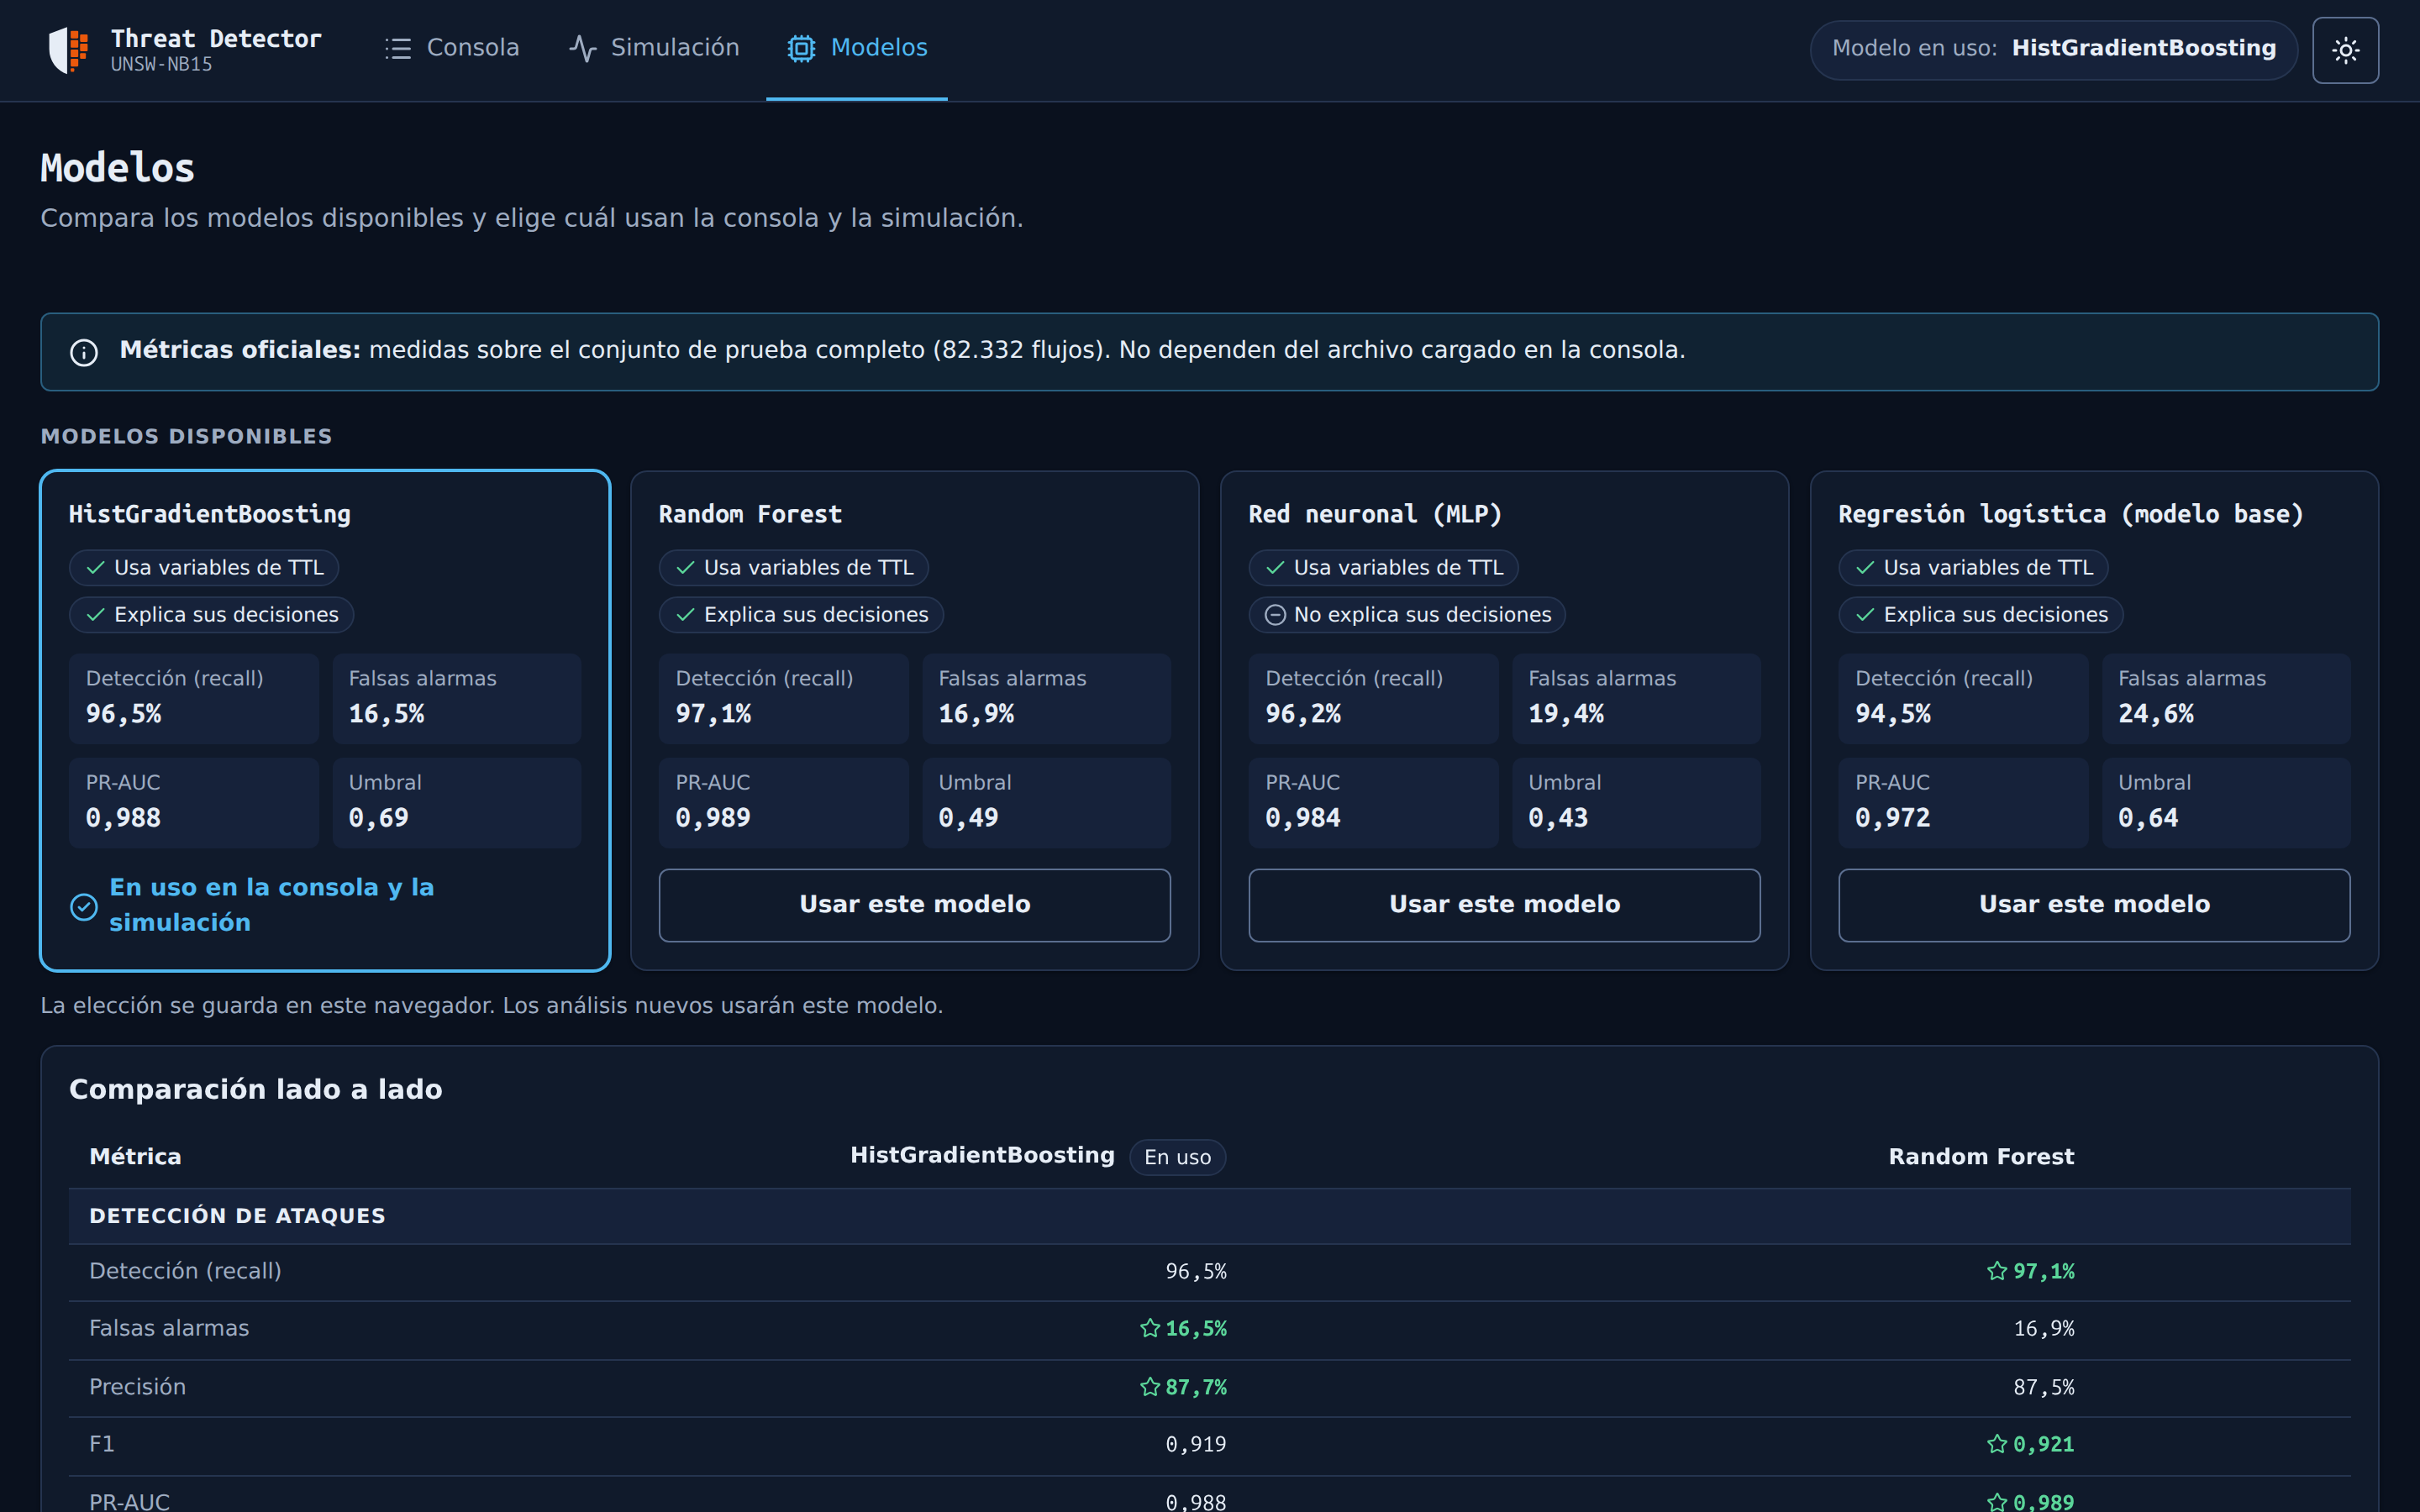 Threat Detector
UNSW-NB15
Consola
Simulación
Modelos
Modelo en uso: HistGradientBoosting
Modelos
Compara los modelos disponibles y elige cuál usan la consola y la simulación.
Métricas oficiales: medidas sobre el conjunto de prueba completo (82.332 flujos). No dependen del archivo cargado en la consola.
MODELOS DISPONIBLES
HistGradientBoosting
Usa variables de TTL
Explica sus decisiones
Detección (recall)
96,5%
Falsas alarmas
16,5%
PR-AUC
0,988
Umbral
0,69
En uso en la consola y la
simulación
Random Forest
Usa variables de TTL
Explica sus decisiones
Detección (recall)
97,1%
Falsas alarmas
16,9%
PR-AUC
0,989
Umbral
0,49
Usar este modelo
Red neuronal (MLP)
Usa variables de TTL
No explica sus decisiones
Detección (recall)
96,2%
Falsas alarmas
19,4%
PR-AUC
0,984
Umbral
0,43
Usar este modelo
Regresión logística (modelo base)
Usa variables de TTL
Explica sus decisiones
Detección (recall)
94,5%
Falsas alarmas
24,6%
PR-AUC
0,972
Umbral
0,64
Usar este modelo
La elección se guarda en este navegador. Los análisis nuevos usarán este modelo.
Comparación lado a lado
Métrica HistGradientBoosting En uso Random Forest
DETECCIÓN DE ATAQUES
Detección (recall) 96,5% 97,1%
Falsas alarmas 16,5% 16,9%
Precisión 87,7% 87,5%
F1 0,919 0,921
PR-AUC 0,988 0,989